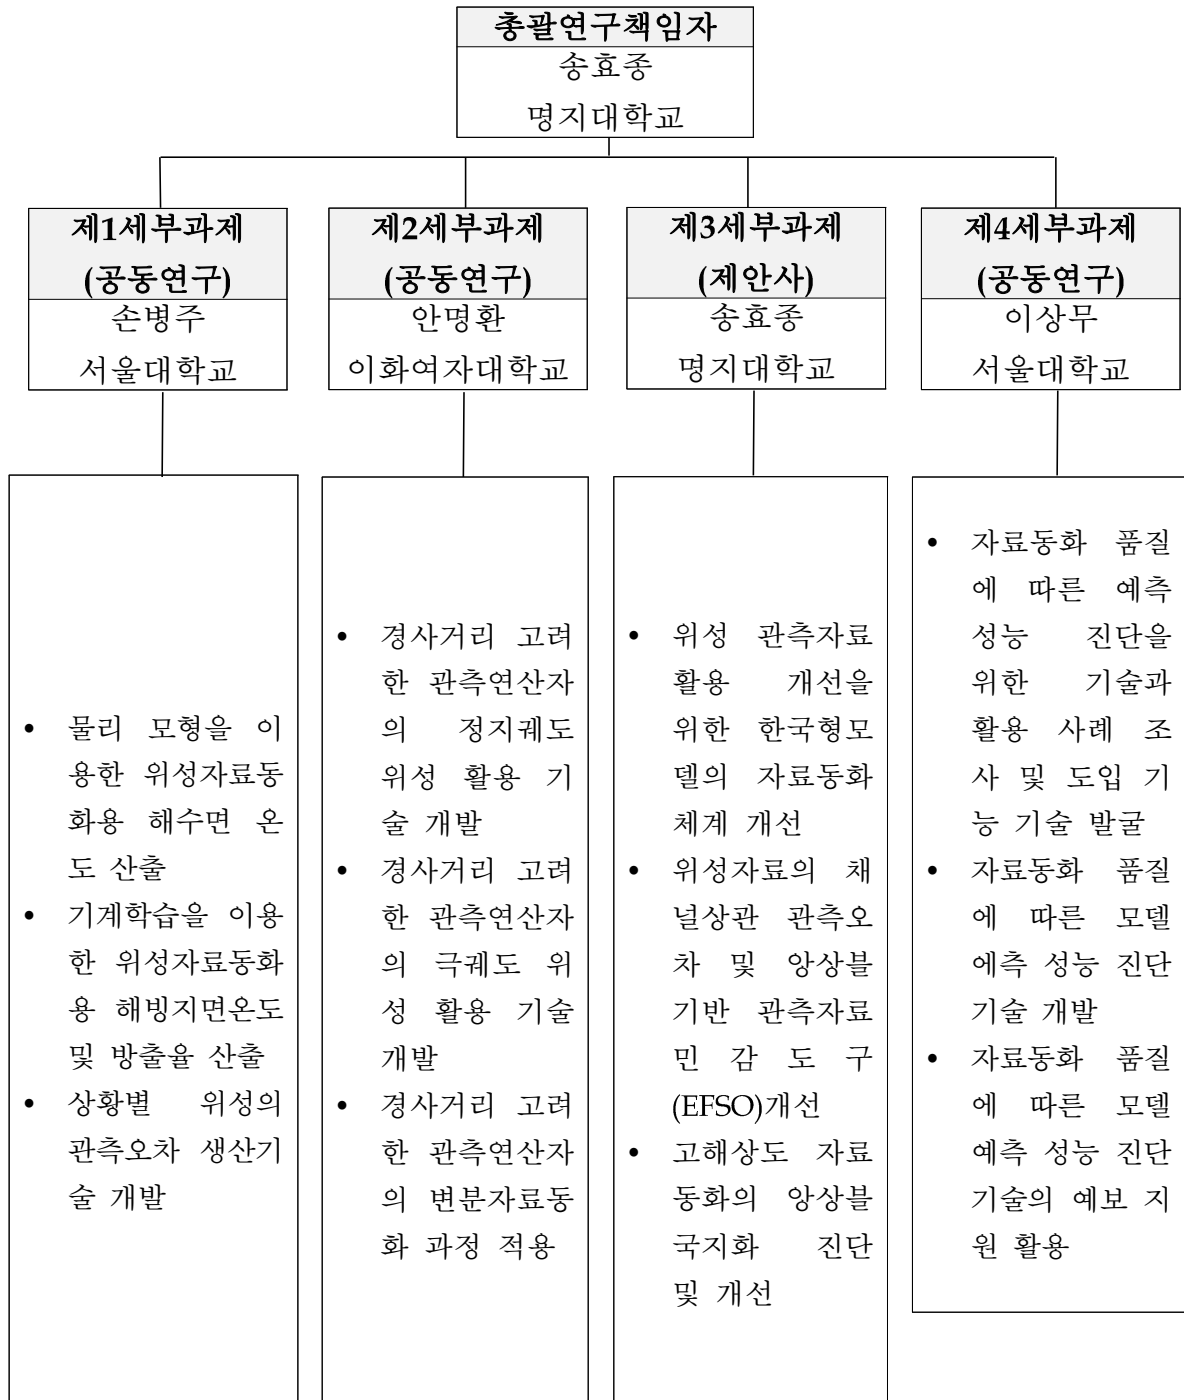 총괄연구책임자
송효종
명지대학교
제1세부과제
(공동연구)
손병주
서울대학교
제2세부과제
(공동연구)
안명환
이화여자대학교
제3세부과제
(제안사)
송효종
명지대학교
제4세부과제
(공동연구)
이상무
서울대학교
• 물리 모형을 이
용한 위성자료동
화용 해수면 온
도 산출
• 기계학습을 이용
한 위성자료동화
용 해빙지면온도
및 방출율 산출
• 상황별 위성의
관측오차 생산기
술 개발
• 경사거리 고려
한 관측연산자
의 정지궤도
위성 활용 기
술 개발
• 경사거리 고려
한 관측연산자
의 극궤도 위
성 활용 기술
개발
• 경사거리 고려
한 관측연산자
의 변분자료동
화 과정 적용
• 위성 관측자료
활용 개선을
위한 한국형모
델의 자료동화
체계 개선
• 위성자료의 채
널상관 관측오
차 및 앙상블
기반 관측자료
민 감 도 구
(EFSO)개선
• 고해상도 자료
동화의 앙상블
국지화 진단
및 개선
• 자료동화 품질
에 따른 예측
성능 진단을
위한 기술과
활용 사례 조
사 및 도입 기
능 기술 발굴
• 자료동화 품질
에 따른 모델
에측 성능 진단
기술 개발
• 자료동화 품질
에 따른 모델
예측 성능 진단
기술의 예보 지
원 활용